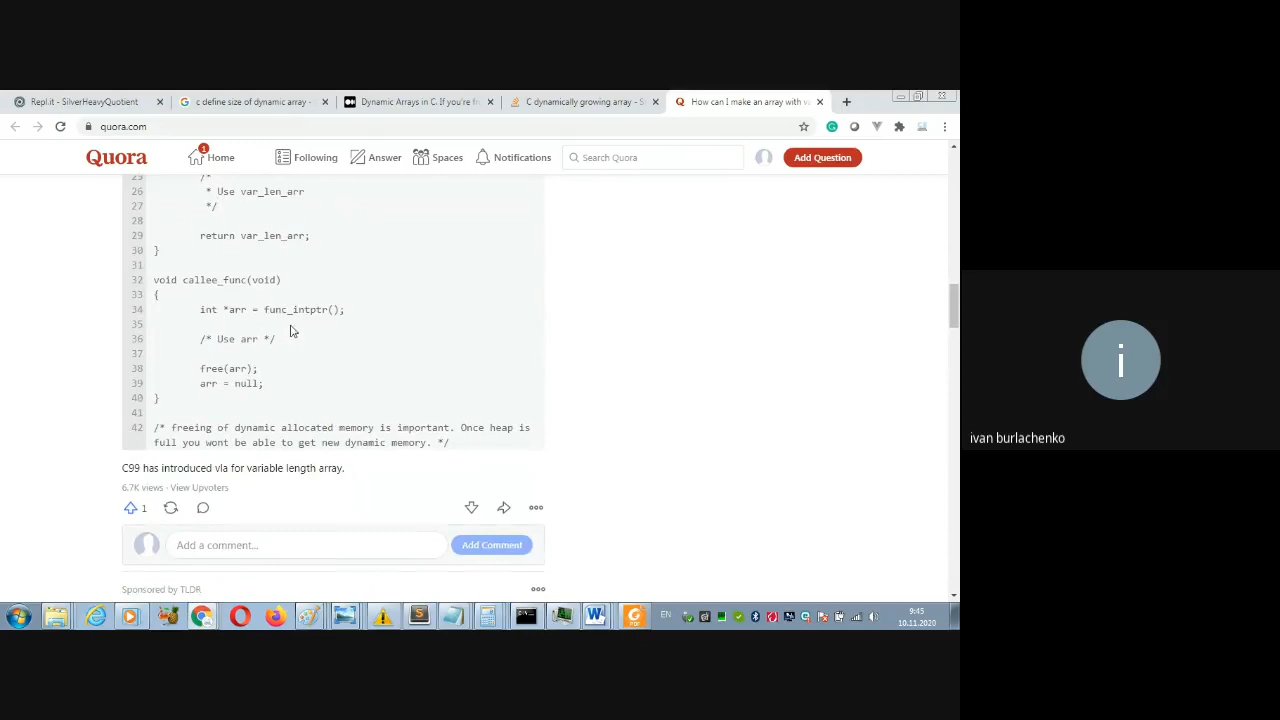 Repl.it - SilverHeavyQuotient
c define size of dynamic array -
Dynamic Arrays in C. If you're fr
C dynamically growing array - S
How can I make an array with va
quora.com
Quora
1
Home
Following
Answer
Spaces
Notifications
Search Quora
Add Question
25 /*
26 * Use var_len_arr
27 */
28
29 return var_len_arr;
30 }
31
32 void callee_func(void)
33 {
34 int *arr = func_intptr();
35
36 /* Use arr */
37
38 free(arr);
39 arr = null;
40 }
41
42 /* freeing of dynamic allocated memory is important. Once heap is
full you wont be able to get new dynamic memory. */
C99 has introduced vla for variable length array.
6.7K views · View Upvoters
1
Add a comment...
Add Comment
Sponsored by TLDR
EN
9:45
10.11.2020
i
ivan burlachenko